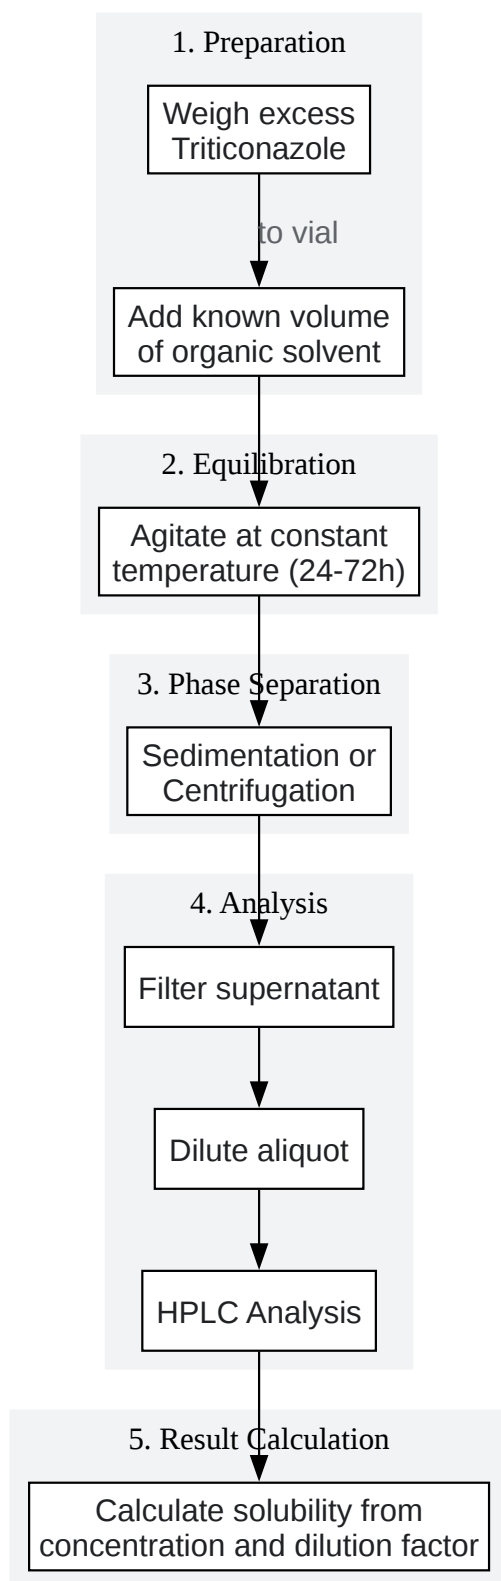 1. Preparation
Weigh excess
Triticonazole
to vial
Add known volume
of organic solvent
2. Equilibration
Agitate at constant
temperature (24-72h)
3. Phase Separation
Sedimentation or
Centrifugation
4. Analysis
Filter supernatant
Dilute aliquot
HPLC Analysis
5. Result Calculation
Calculate solubility from
concentration and dilution factor